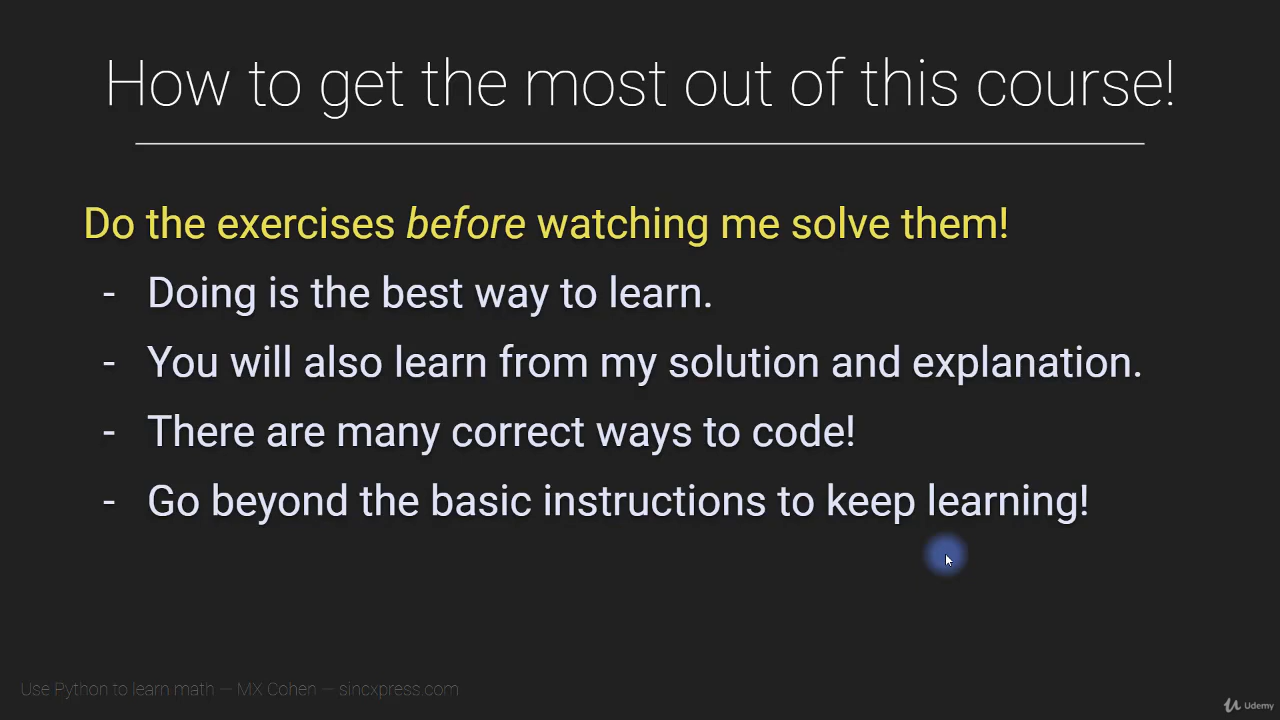 How to get the most out of this course!
Do the exercises before watching me solve them!
- Doing is the best way to learn.
- You will also learn from my solution and explanation.
- There are many correct ways to code!
- Go beyond the basic instructions to keep learning!
Use Python to learn math — MX Cohen — sincxpress.com
Udemy